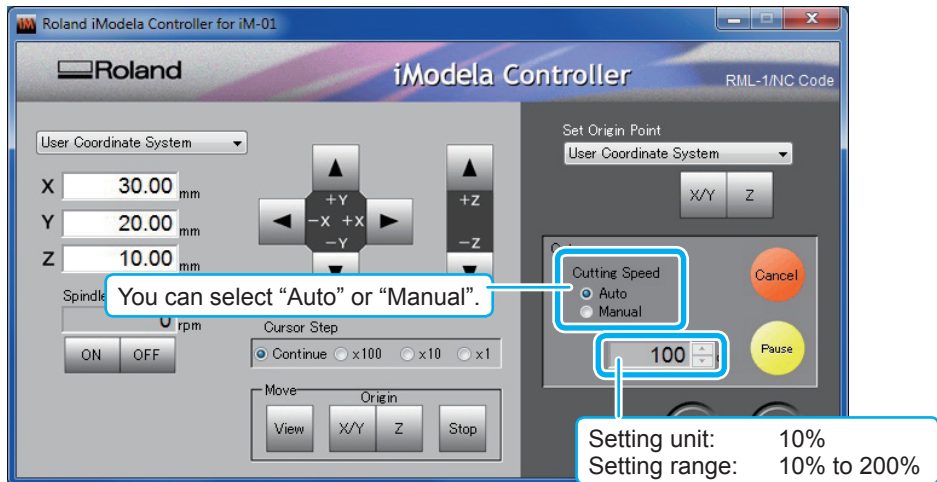 Roland iModela Controller for iM-01
Roland
iModela Controller
RML-1/NC Code
User Coordinate System
X 30.00 mm
Y 20.00 mm
Z 10.00 mm
+Y
-X +X
-Y
+Z
-Z
Set Origin Point
User Coordinate System
X/Y Z
Cutting Speed
Auto
Manual
Cancel
100
Pause
You can select “Auto” or “Manual”.
0 rpm
ON OFF
Cursor Step
Continue x100 x10 x1
Move
Origin
View X/Y Z Stop
Setting unit: 10%
Setting range: 10% to 200%